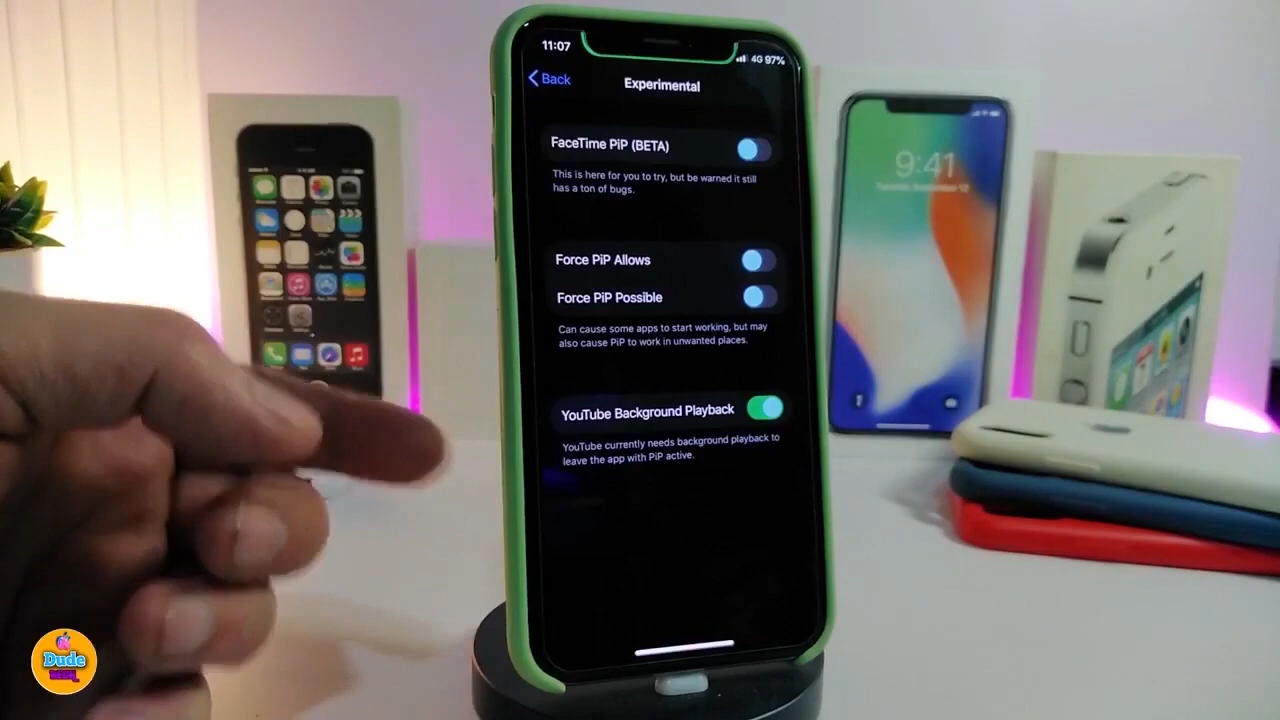 11:07
4G 97%
Back
Experimental
FaceTime PiP (BETA)
This is here for you to try, but be warned it still
has a ton of bugs.
Force PiP Allows
Force PiP Possible
Can cause some apps to start working, but may
also cause PiP to work in unwanted places.
YouTube Background Playback
YouTube currently needs background playback to
leave the app with PiP active.
9:41
Dude